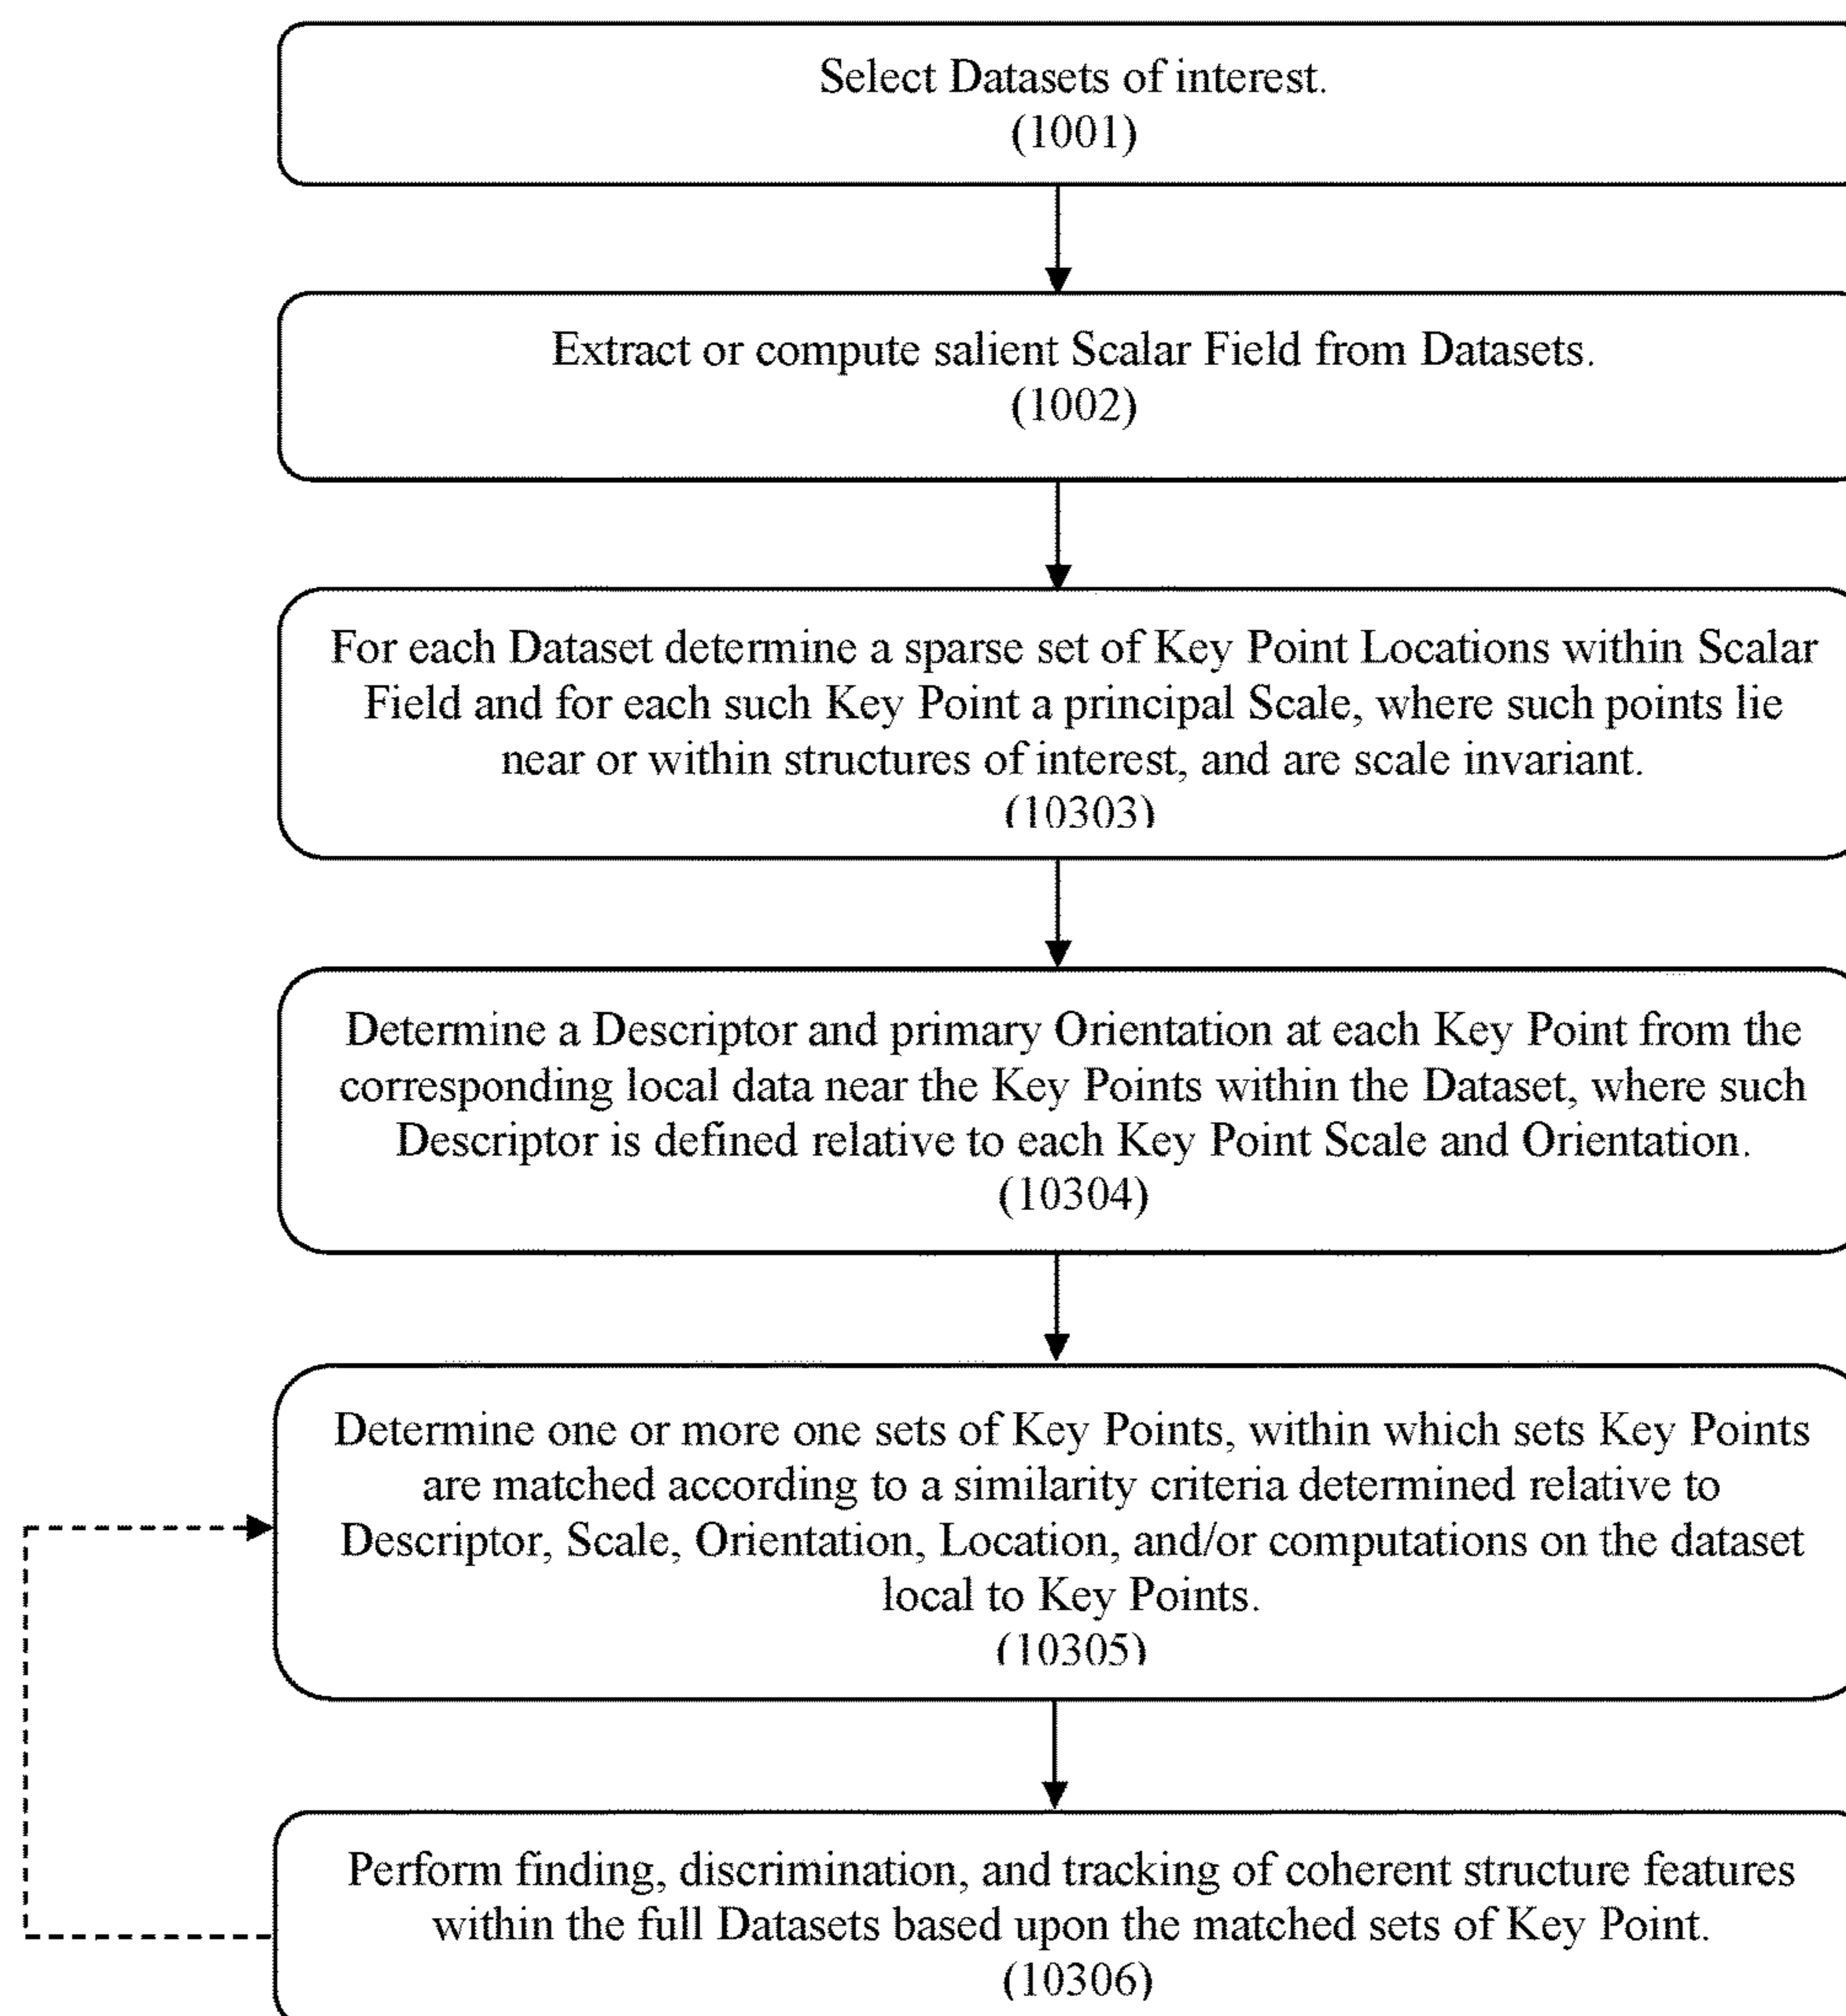 Select Datasets of interest.
(1001)
Extract or compute salient Scalar Field from Datasets.
(1002)
For each Dataset determine a sparse set of Key Point Locations within Scalar
Field and for each such Key Point a principal Scale, where such points lie
near or within structures of interest, and are scale invariant.
(10303)
Determine a Descriptor and primary Orientation at each Key Point from the
corresponding local data near the Key Points within the Dataset, where such
Descriptor is defined relative to each Key Point Scale and Orientation.
(10304)
Determine one or more one sets of Key Points, within which sets Key Points
are matched according to a similarity criteria determined relative to
Descriptor, Scale, Orientation, Location, and/or computations on the dataset
local to Key Points.
(10305)
Perform finding, discrimination, and tracking of coherent structure features
within the full Datasets based upon the matched sets of Key Point.
(10306)